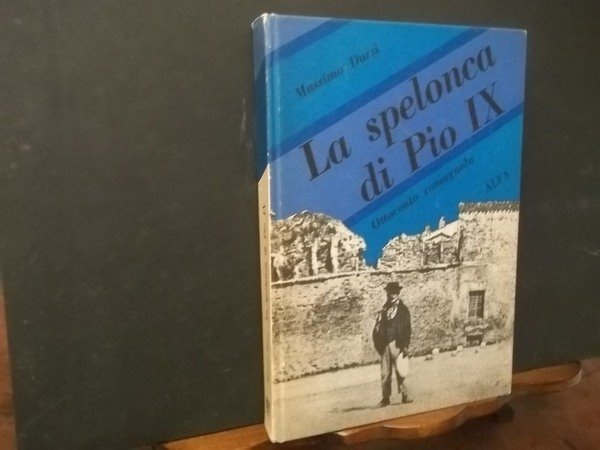 Massimo Dursi
La spelonca
di Pio IX
Ottocento romagnolo
ALFA